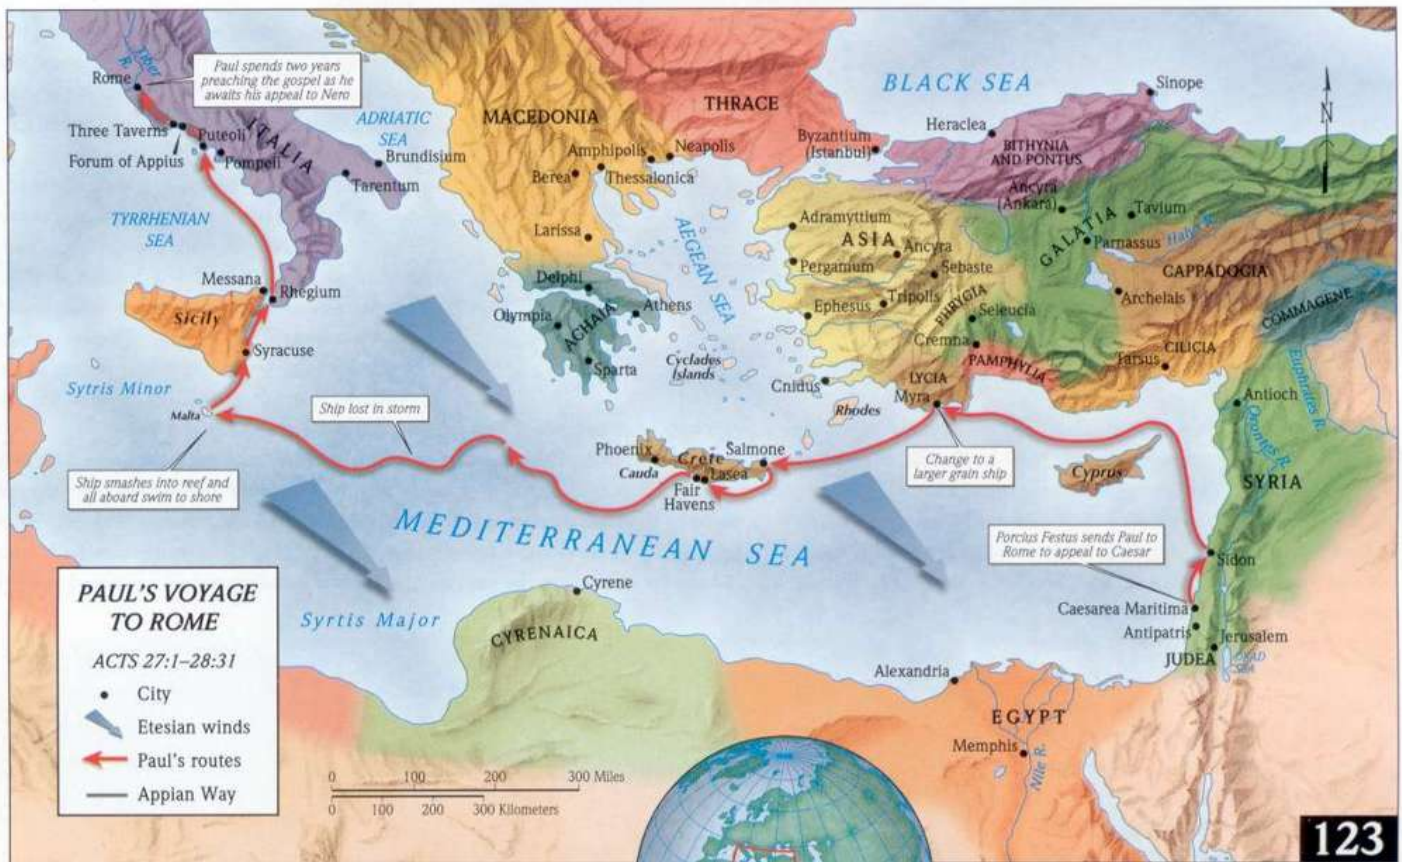 Tiber
R.
Rome
Paul spends two years
preaching the gospel as he
awaits his appeal to Nero
Three Taverns
Forum of Appius
Puteoli
Pompeli
ITALIA
ADRIATIC
SEA
Brundisium
Tarentum
TYRRHENIAN
SEA
Messana
Rhegium
Sicily
Syracuse
Sytris Minor
Malta
Ship smashes into reef and
all aboard swim to shore
Ship lost in storm
MACEDONIA
Amphipolis
Neapolis
Berea
Thessalonica
Larissa
Delphi
Olympia
ACHAIA
Athens
Sparta
AEGEAN SEA
Cyclades
Islands
THRACE
BLACK SEA
Byzantium
(Istanbul)
Heraclea
Sinope
BITHYNIA
AND PONTUS
N
Ancyra
(Ankara)
Tavium
GALATIA
Parnassus
Halys R.
CAPPADOGIA
Archelais
COMMAGENE
Adramyttium
ASIA
Ancyra
Pergamum
Sebaste
Ephesus
Tripolis
PHRYGIA
Seleucia
Cremna
PAMPHYLIA
CILICIA
Tarsus
Cnidus
LYCIA
Myra
Rhodes
Change to a
larger grain ship
Phoenix
Crete
Salmone
Cauda
Lasea
Fair
Havens
Cyprus
Antioch
Euphrates R.
Orontes R.
SYRIA
Porcius Festus sends Paul to
Rome to appeal to Caesar
Sidon
Caesarea Maritima
Antipatris
Jerusalem
JUDEA
DEAD
SEA
MEDITERRANEAN SEA
Syrtis Major
Cyrene
CYRENAICA
Alexandria
EGYPT
Memphis
Nile R.
PAUL'S VOYAGE
TO ROME
ACTS 27:1–28:31
City
Etesian winds
Paul's routes
Appian Way
0 100 200 300 Miles
0 100 200 300 Kilometers
123